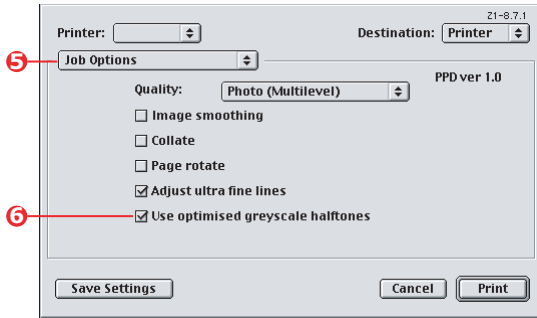 Z1-8.7.1
Printer: Destination: Printer
5 Job Options
PPD ver 1.0
Quality: Photo (Multilevel)
Image smoothing
Collate
Page rotate
Adjust ultra fine lines
6 Use optimised greyscale halftones
Save Settings Cancel Print